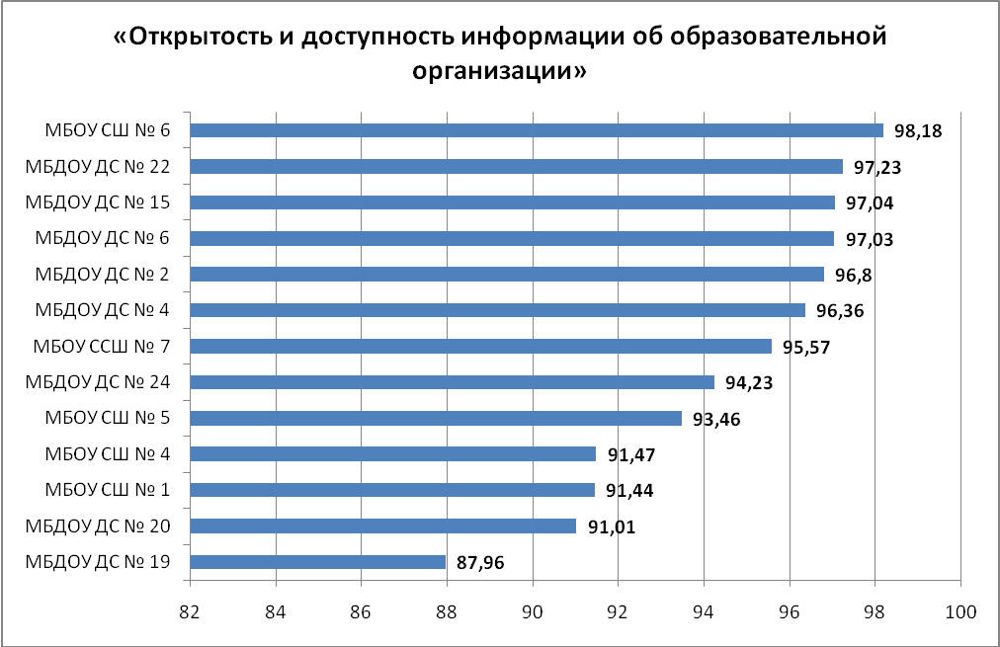 «Открытость и доступность информации об образовательной
организации»
МБОУ СШ № 6 98,18
МБДОУ ДС № 22 97,23
МБДОУ ДС № 15 97,04
МБДОУ ДС № 6 97,03
МБДОУ ДС № 2 96,8
МБДОУ ДС № 4 96,36
МБОУ ССШ № 7 95,57
МБДОУ ДС № 24 94,23
МБОУ СШ № 5 93,46
МБОУ СШ № 4 91,47
МБОУ СШ № 1 91,44
МБДОУ ДС № 20 91,01
МБДОУ ДС № 19 87,96
82 84 86 88 90 92 94 96 98 100